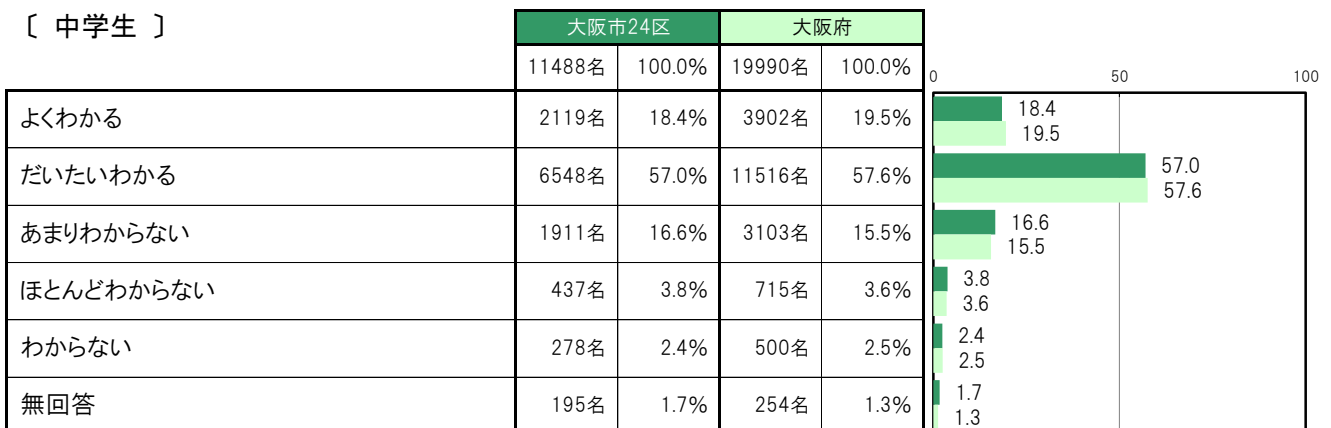 〔 中学生 〕
大阪市24区 大阪府
11488名 100.0% 19990名 100.0%
0 50 100
よくわかる 2119名 18.4% 3902名 19.5%
18.4
19.5
だいたいわかる 6548名 57.0% 11516名 57.6%
57.0
57.6
あまりわからない 1911名 16.6% 3103名 15.5%
16.6
15.5
ほとんどわからない 437名 3.8% 715名 3.6%
3.8
3.6
わからない 278名 2.4% 500名 2.5%
2.4
2.5
無回答 195名 1.7% 254名 1.3%
1.7
1.3